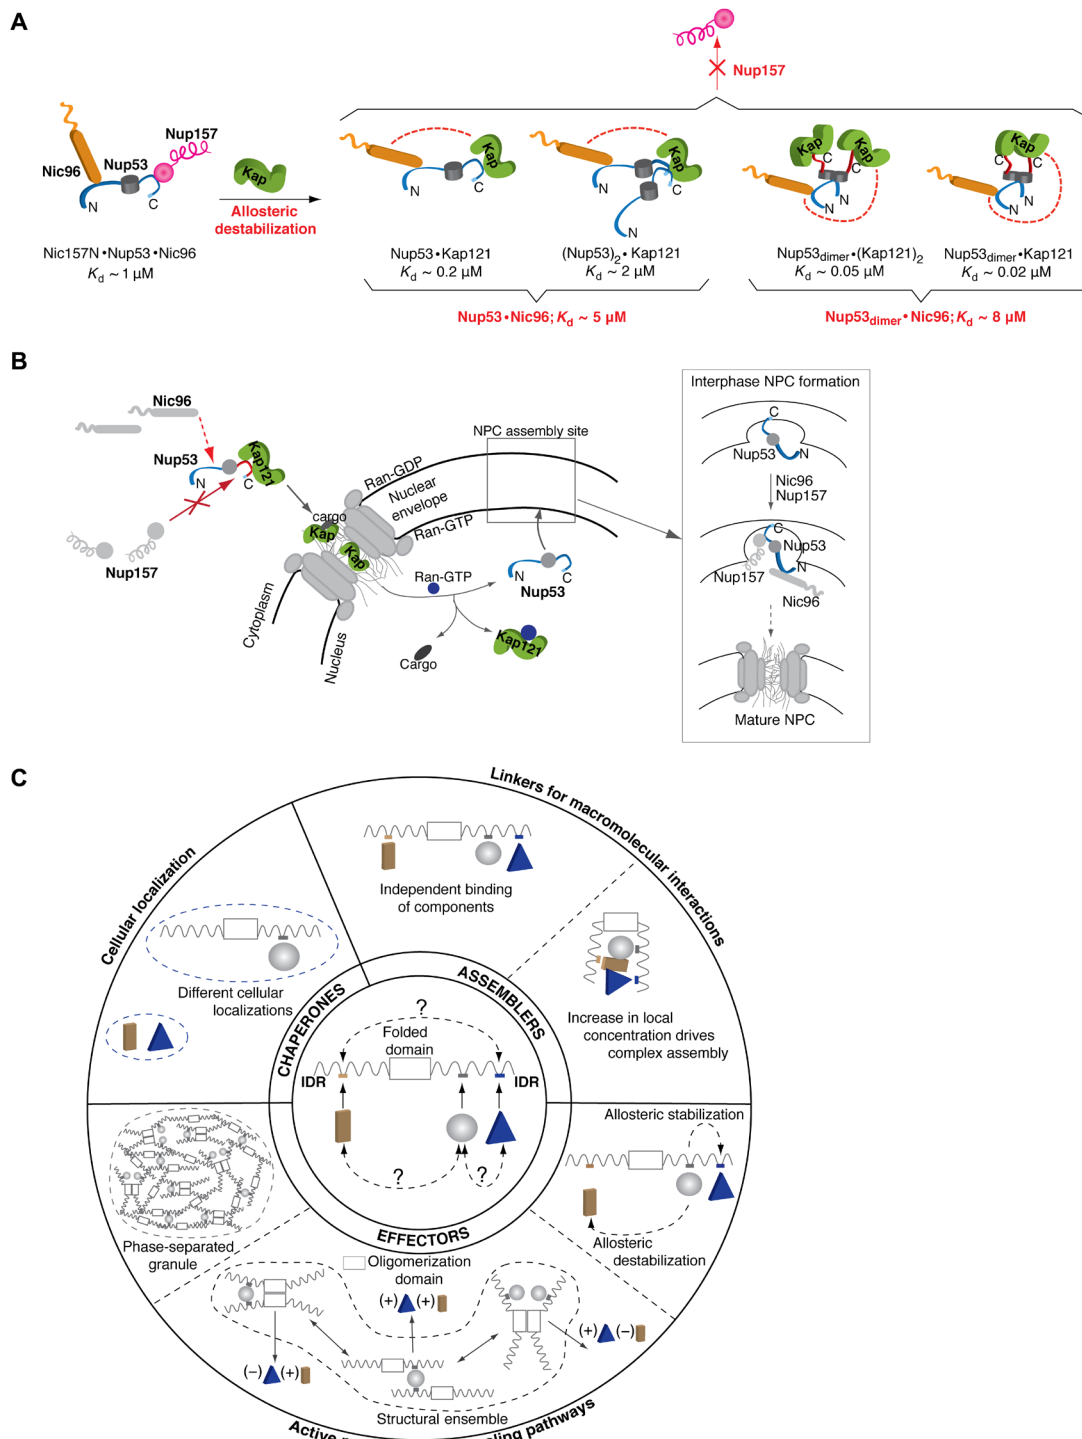 A
Nup157
Nup157
Nup53
Nic96
N
C
Kap
Allosteric
destabilization
Nic157N•Nup53•Nic96
Kd ~ 1 µM
Kap
C
N
Nup53•Kap121
Kd ~ 0.2 µM
Kap
C
N
N
(Nup53)2•Kap121
Kd ~ 2 µM
Kap
Kap
C
C
N
N
Nup53dimer•(Kap121)2
Kd ~ 0.05 µM
Kap
C
C
N
N
Nup53dimer•Kap121
Kd ~ 0.02 µM
Nup53•Nic96; Kd ~ 5 µM
Nup53dimer•Nic96; Kd ~ 8 µM
B
Nic96
Nup53
N
C
Kap121
Nup157
cargo
Kap
Kap
Ran-GDP
Nuclear
envelope
Ran-GTP
NPC assembly site
Cytoplasm
Nucleus
Ran-GTP
N
C
Nup53
Cargo
Kap121
Interphase NPC formation
C
Nup53
N
Nic96
Nup157
C
Nup53
N
Nup157
Nic96
Mature NPC
C
Cellular localization
Linkers for macromolecular interactions
Independent binding
of components
Different cellular
localizations
Increase in local
concentration drives
complex assembly
CHAPERONES
ASSEMBLERS
EFFECTORS
?
Folded
domain
IDR
IDR
?
?
Allosteric stabilization
Allosteric
destabilization
Phase-separated
granule
Oligomerization
domain
(+) (+)
(−) (+)
(+) (−)
Structural ensemble
Active
ling pathways